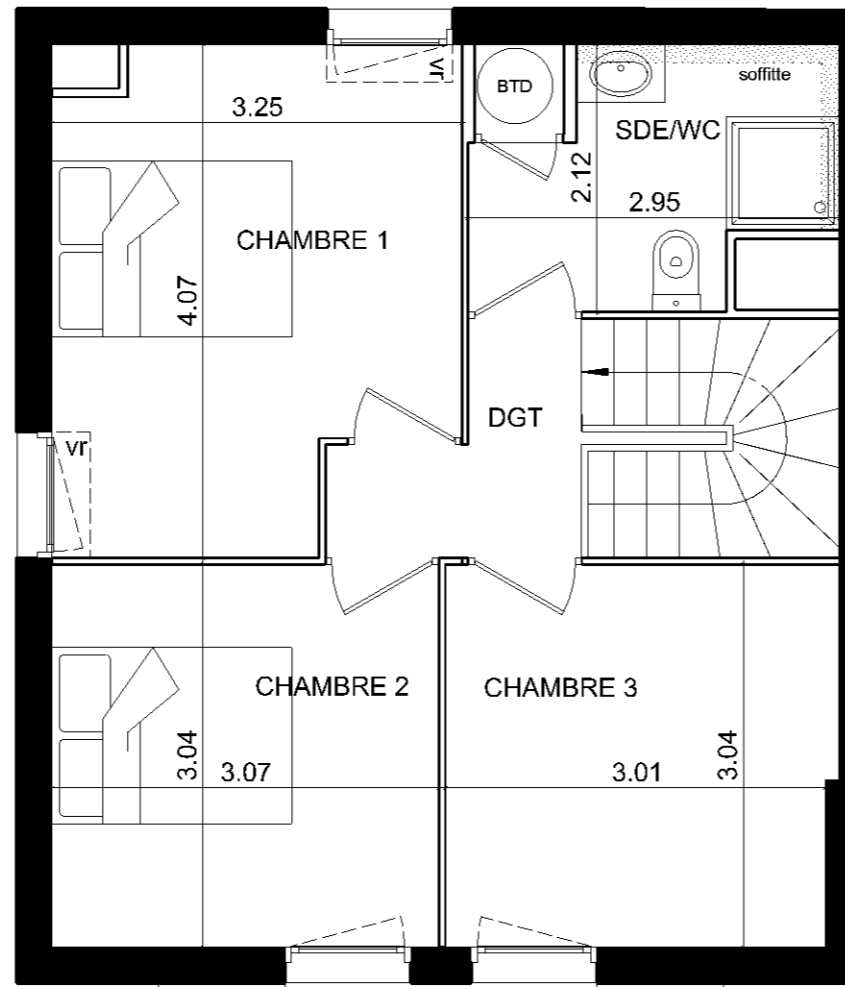 vr
BTD
soffitte
3.25
SDE/WC
2.12
2.95
CHAMBRE 1
4.07
DGT
vr
CHAMBRE 2
CHAMBRE 3
3.04
3.07
3.01
3.04